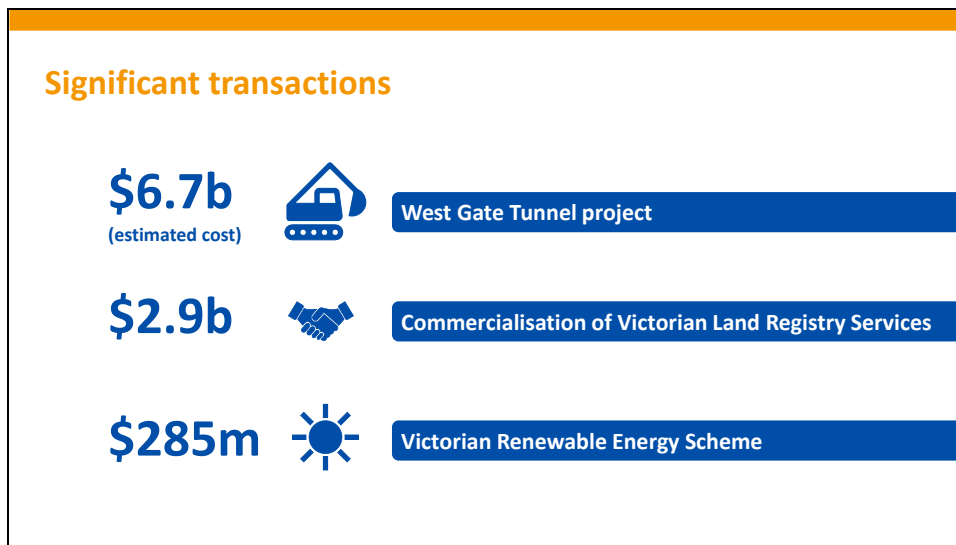 Significant transactions
$6.7b
(estimated cost)
West Gate Tunnel project
$2.9b
Commercialisation of Victorian Land Registry Services
$285m
Victorian Renewable Energy Scheme